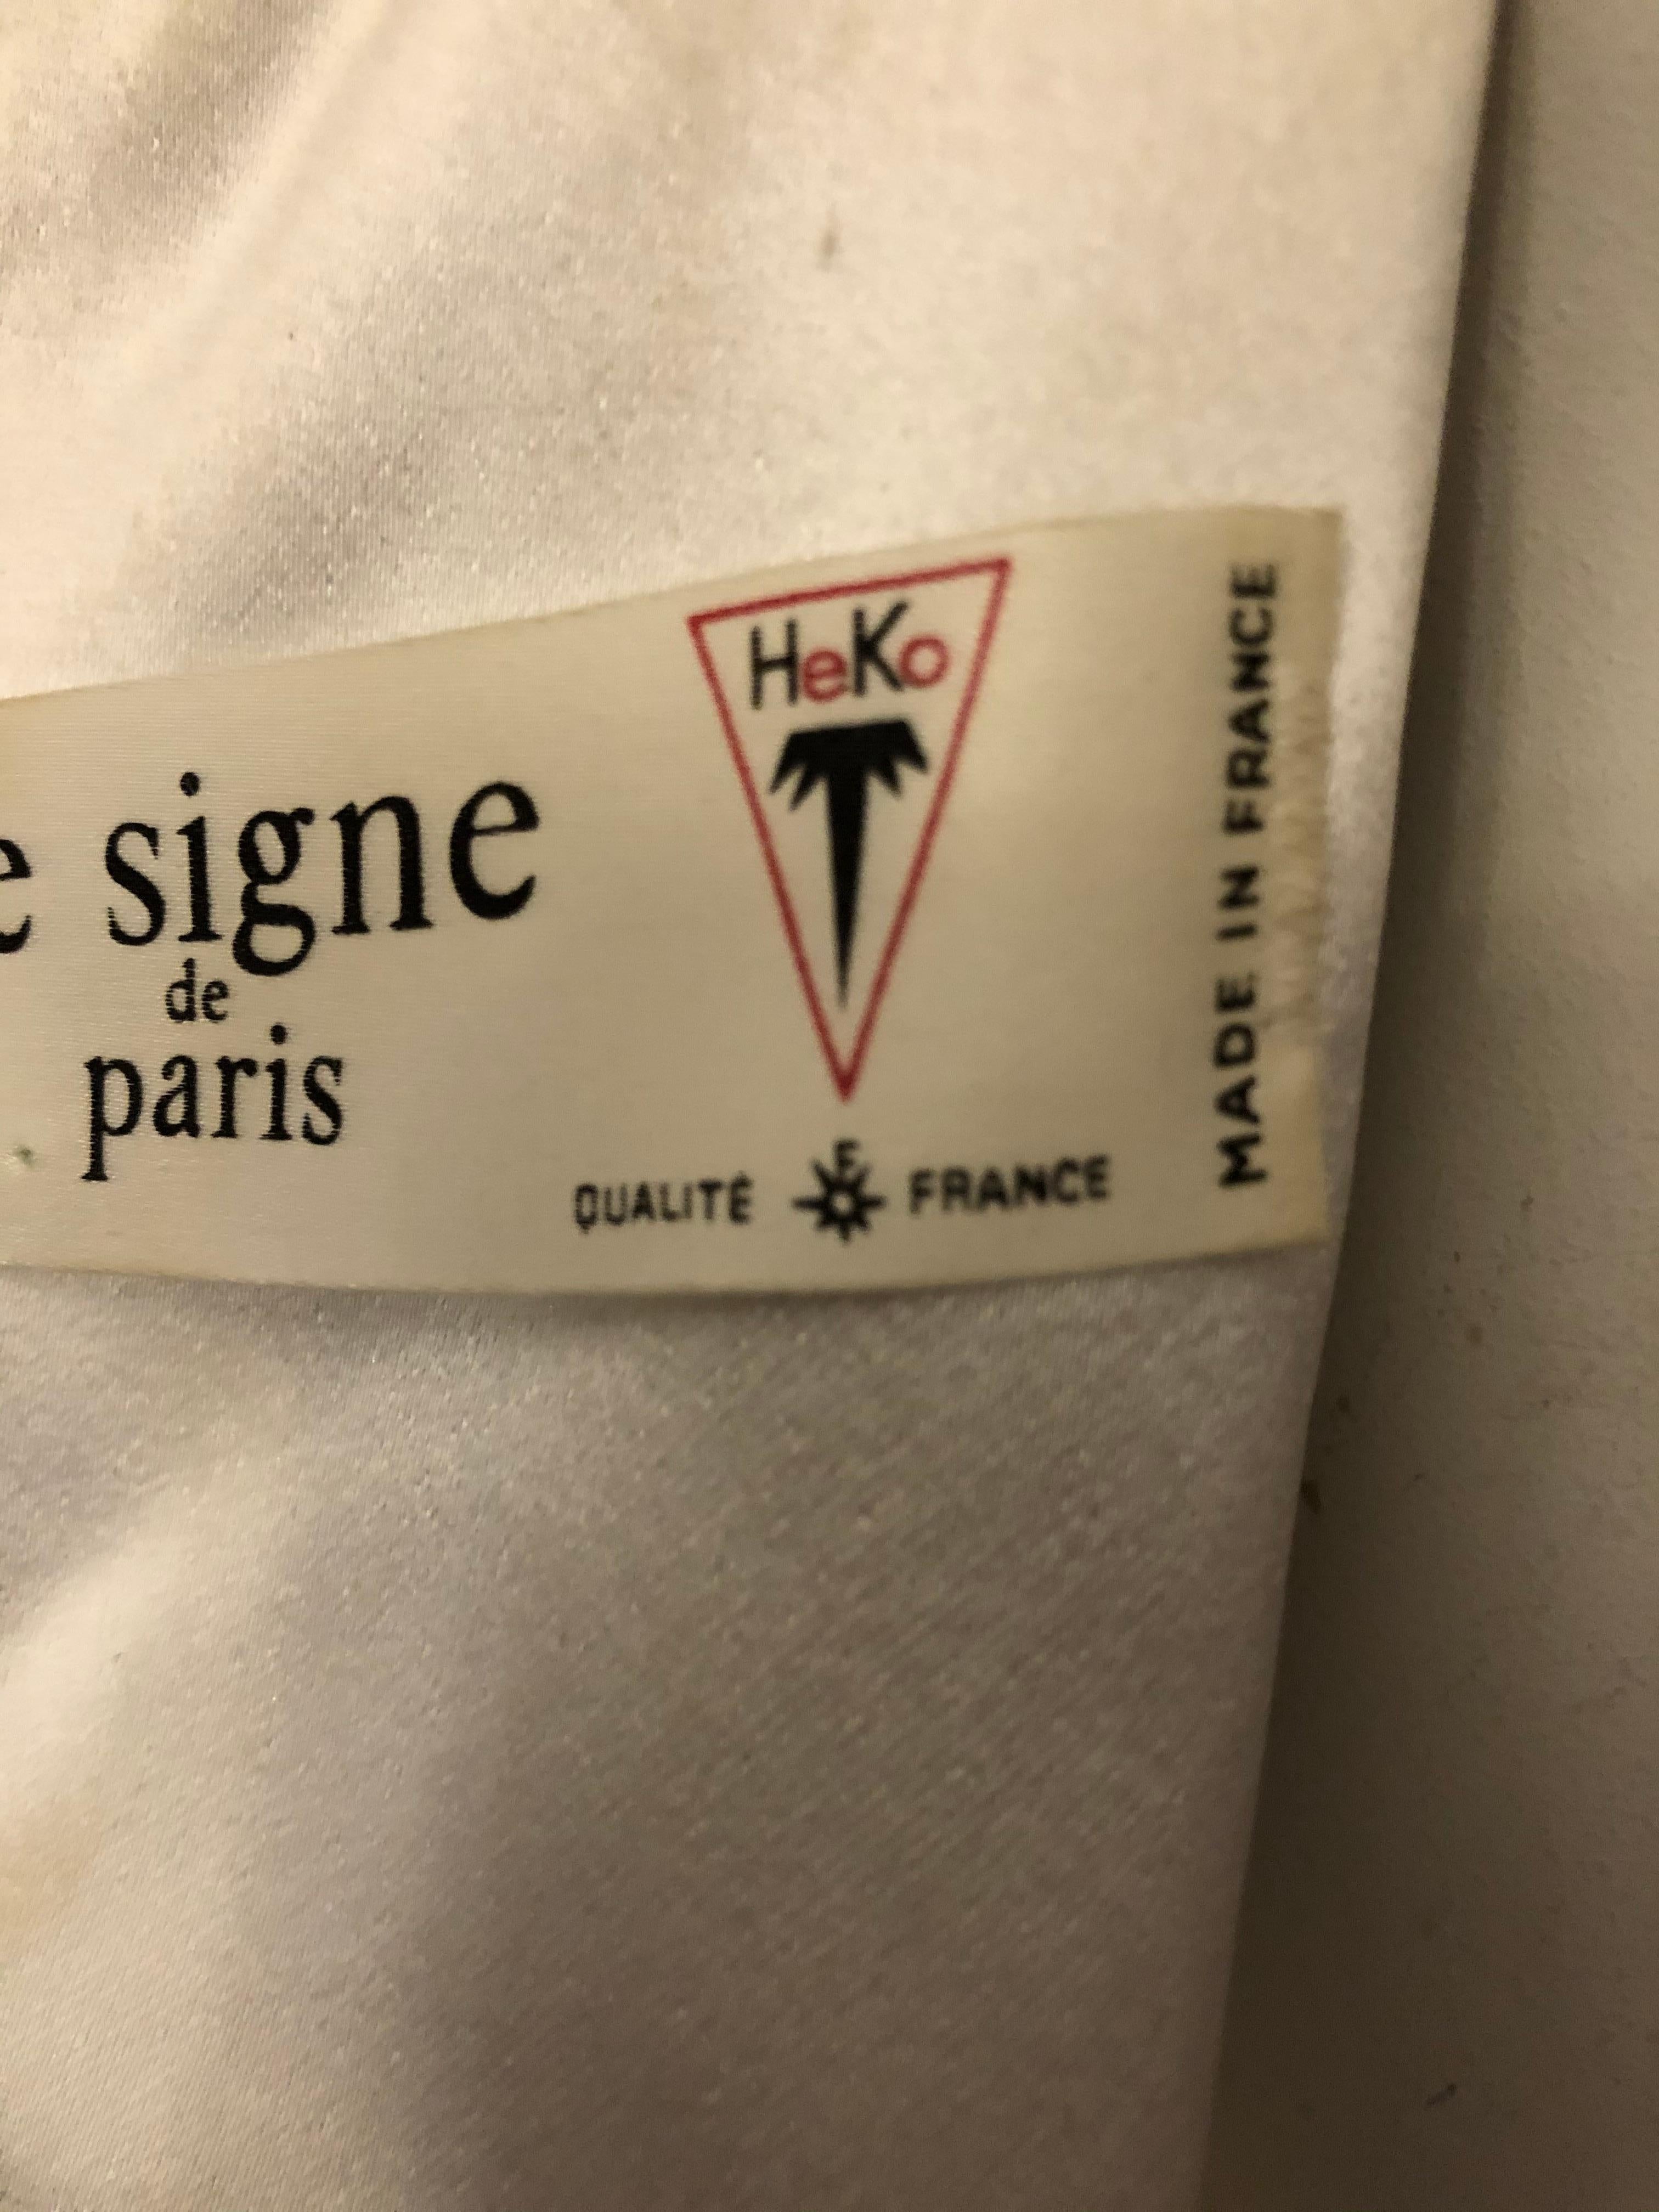 e signe
de
paris
HeKo
QUALITÉ F FRANCE
MADE IN FRANCE